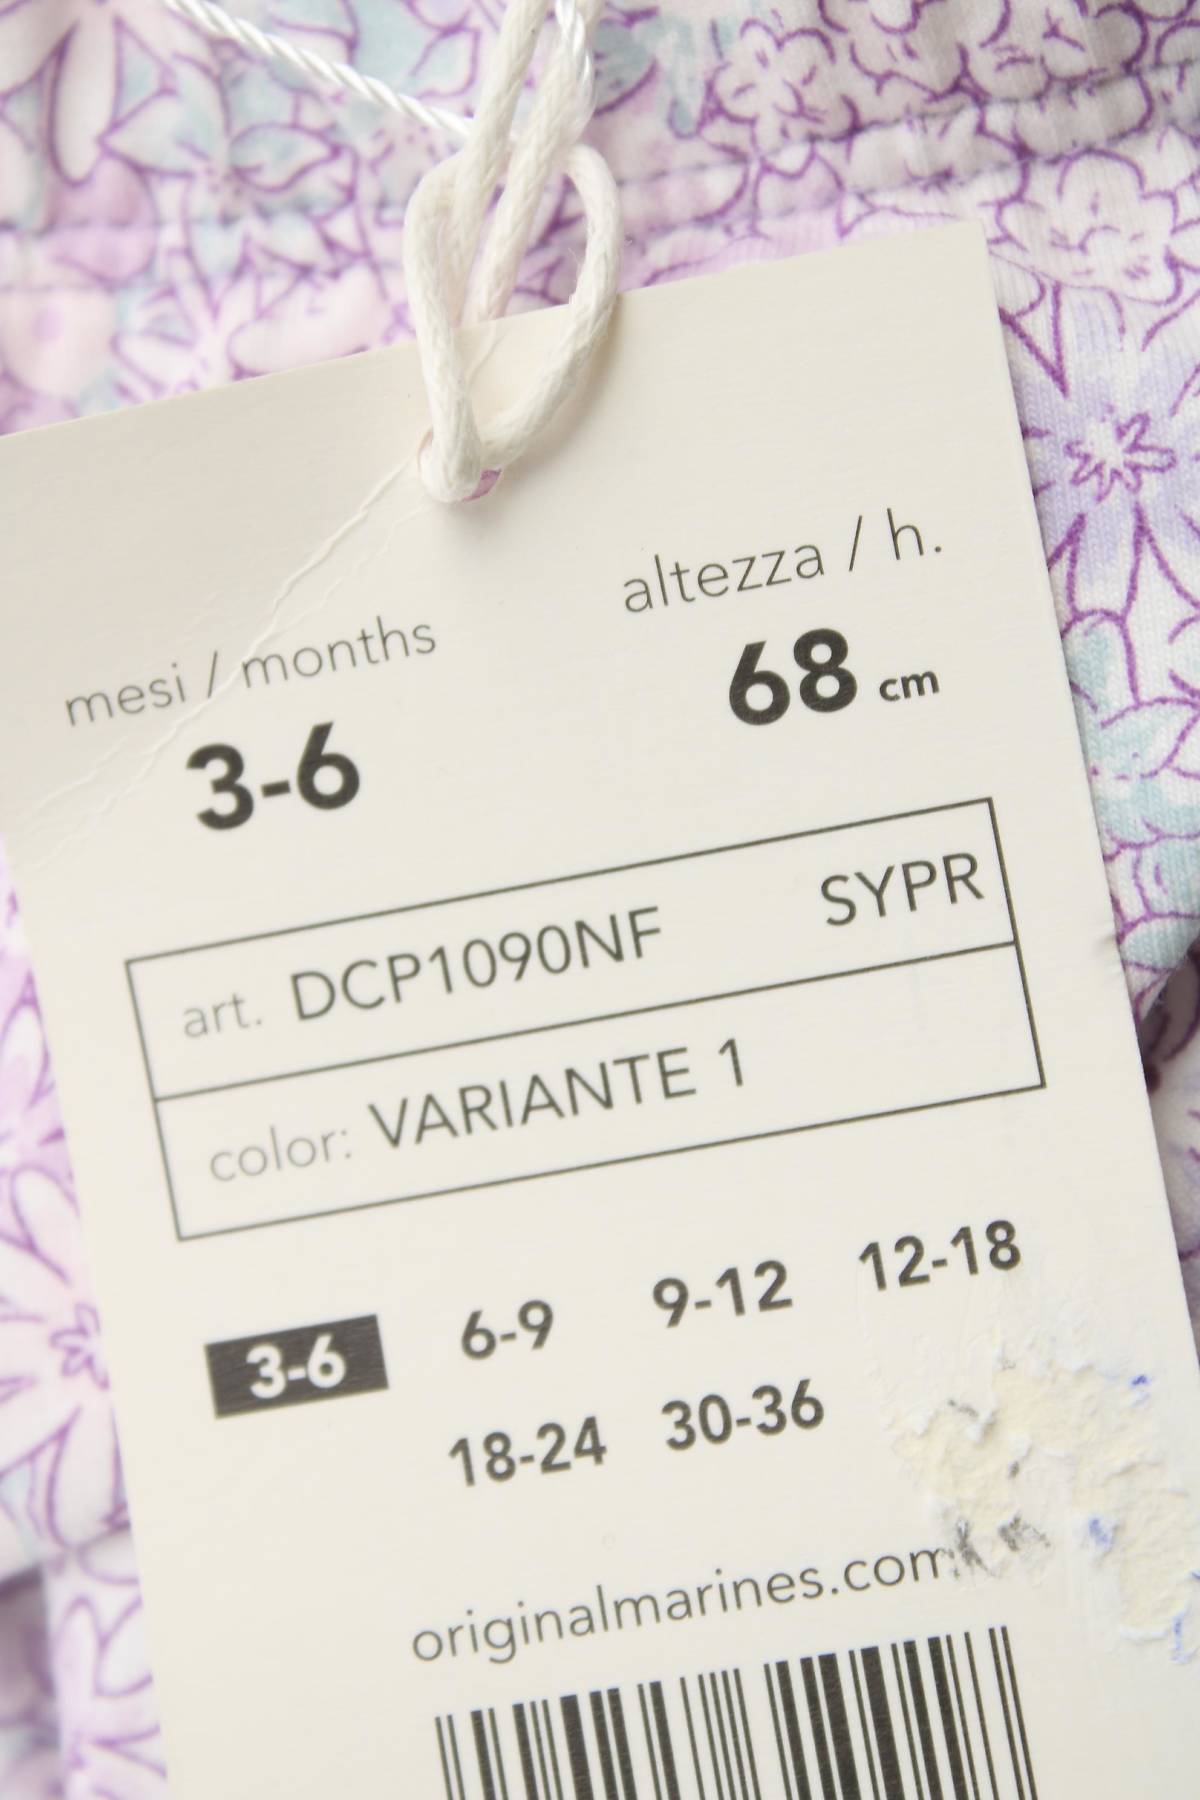 mesi / months altezza / h.
3-6 68 cm
art. DCP1090NF SYPR
color: VARIANTE 1
3-6 6-9 9-12 12-18
18-24 30-36
originalmarines.com